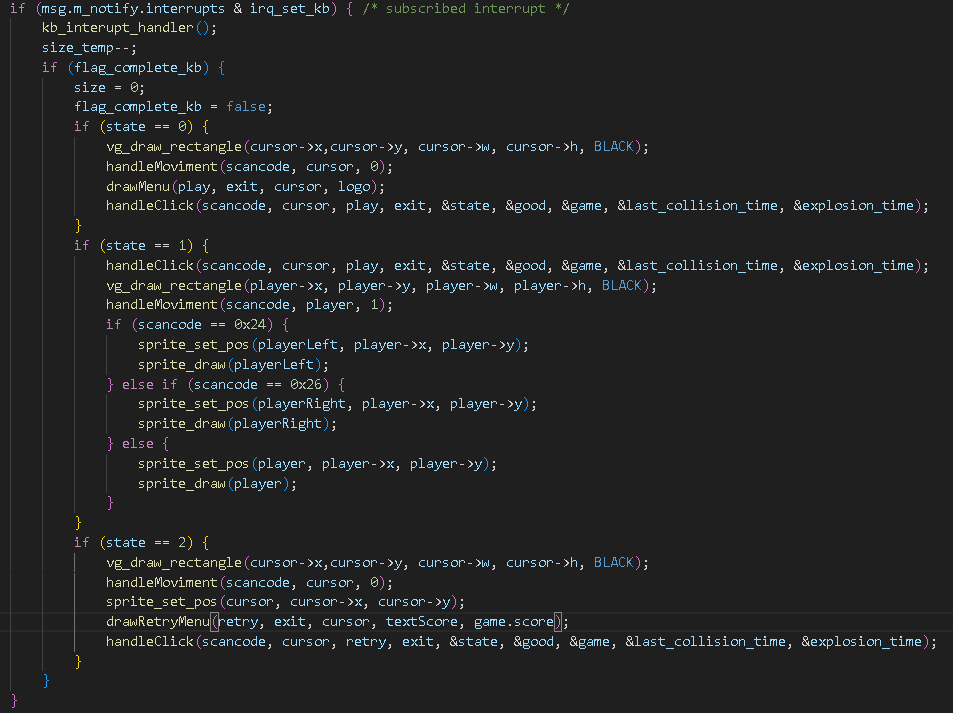 if (msg.m_notify.interrupts & irq_set_kb) { /* subscribed interrupt */
kb_interupt_handler();
size_temp--;
if (flag_complete_kb) {
size = 0;
flag_complete_kb = false;
if (state == 0) {
vg_draw_rectangle(cursor->x,cursor->y, cursor->w, cursor->h, BLACK);
handleMoviment(scancode, cursor, 0);
drawMenu(play, exit, cursor, logo);
handleClick(scancode, cursor, play, exit, &state, &good, &game, &last_collision_time, &explosion_time);
}
if (state == 1) {
handleClick(scancode, cursor, play, exit, &state, &good, &game, &last_collision_time, &explosion_time);
vg_draw_rectangle(player->x, player->y, player->w, player->h, BLACK);
handleMoviment(scancode, player, 1);
if (scancode == 0x24) {
sprite_set_pos(playerLeft, player->x, player->y);
sprite_draw(playerLeft);
} else if (scancode == 0x26) {
sprite_set_pos(playerRight, player->x, player->y);
sprite_draw(playerRight);
} else {
sprite_set_pos(player, player->x, player->y);
sprite_draw(player);
}
}
if (state == 2) {
vg_draw_rectangle(cursor->x,cursor->y, cursor->w, cursor->h, BLACK);
handleMoviment(scancode, cursor, 0);
sprite_set_pos(cursor, cursor->x, cursor->y);
drawRetryMenu(retry, exit, cursor, textScore, game.score);
handleClick(scancode, cursor, retry, exit, &state, &good, &game, &last_collision_time, &explosion_time);
}
}
}